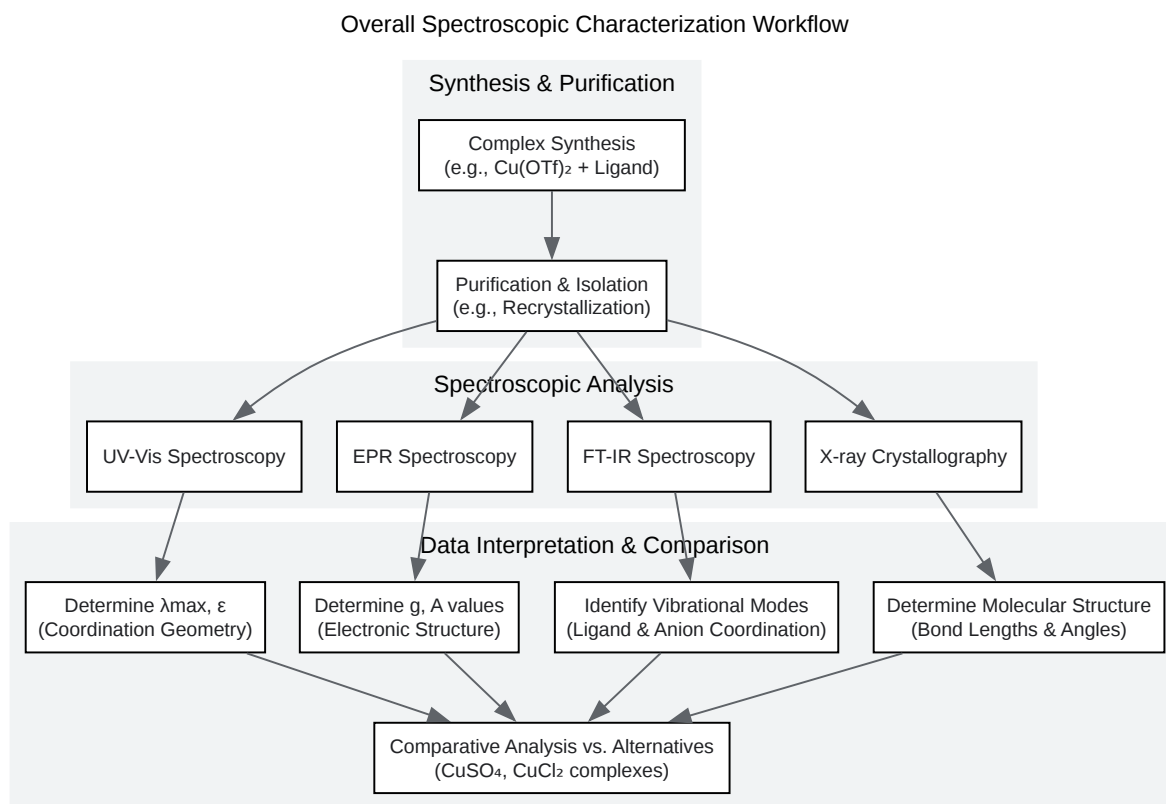 Overall Spectroscopic Characterization Workflow
Synthesis & Purification
Complex Synthesis
(e.g., Cu(OTf)₂ + Ligand)
Purification & Isolation
(e.g., Recrystallization)
Spectroscopic Analysis
UV-Vis Spectroscopy
EPR Spectroscopy
FT-IR Spectroscopy
X-ray Crystallography
Data Interpretation & Comparison
Determine λmax, ε
(Coordination Geometry)
Determine g, A values
(Electronic Structure)
Identify Vibrational Modes
(Ligand & Anion Coordination)
Determine Molecular Structure
(Bond Lengths & Angles)
Comparative Analysis vs. Alternatives
(CuSO₄, CuCl₂ complexes)